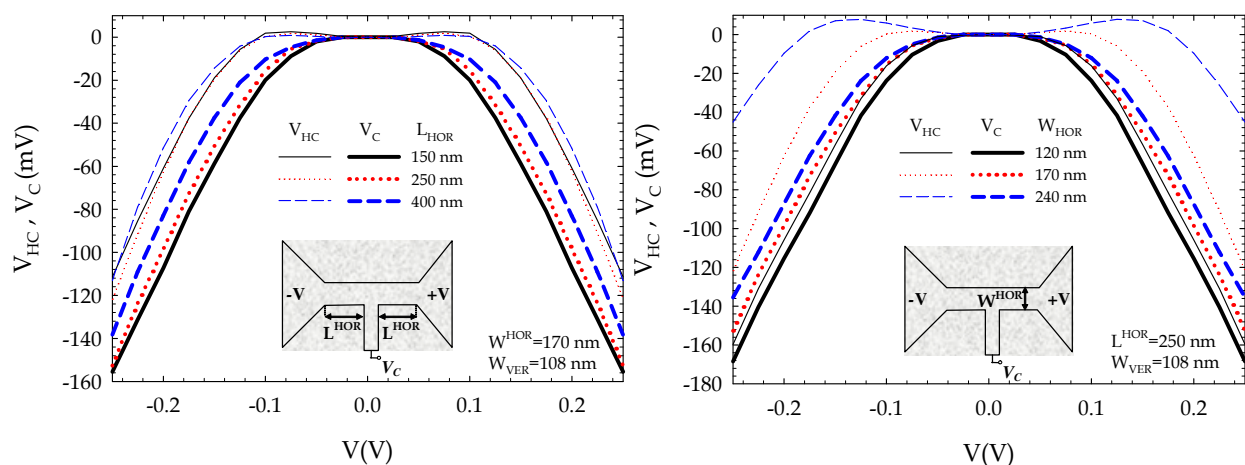 0
-20
-40
-60
-80
-100
-120
-140
-160
V_HC , V_C (mV)
V_HC V_C L_HOR
150 nm
250 nm
400 nm
-V +V
L^HOR L^HOR
V_C
W^HOR=170 nm
W_VER=108 nm
-0.2 -0.1 0.0 0.1 0.2
V(V)
0
-20
-40
-60
-80
-100
-120
-140
-160
-180
V_HC , V_C (mV)
V_HC V_C W_HOR
120 nm
170 nm
240 nm
-V W^HOR +V
V_C
L^HOR=250 nm
W_VER=108 nm
-0.2 -0.1 0.0 0.1 0.2
V(V)